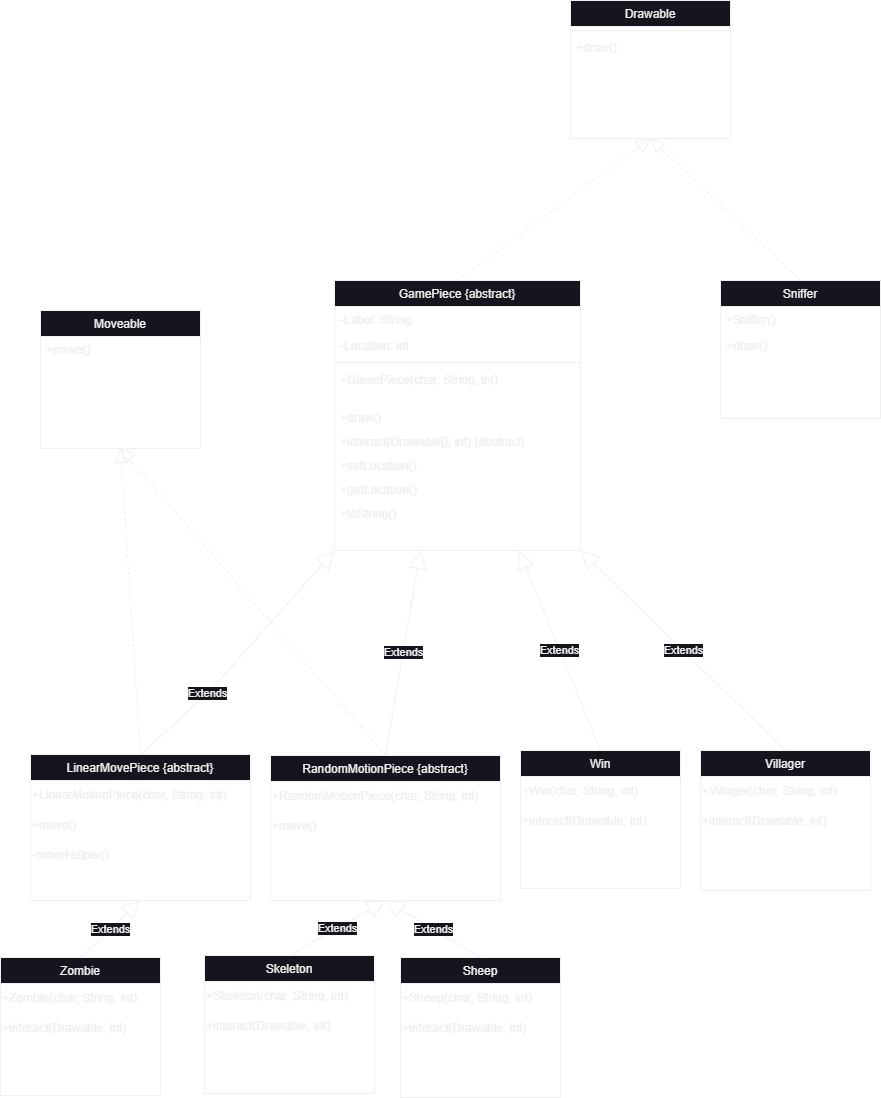 Drawable
+draw()
GamePiece {abstract}
-Label: String
-Location: int
+GamePiece(char, String, int)
+draw()
+interact(Drawable[], int) {abstract}
+setLocation()
+getLocation()
+toString()
Sniffer
+Sniffer()
+draw()
Moveable
+move()
Extends
Extends
Extends
Extends
LinearMovePiece {abstract}
+LinearMotionPiece(char, String, int)
+move()
-moveHelper()
RandomMotionPiece {abstract}
+RandomMotionPiece(char, String, int)
+move()
Win
+Win(char, String, int)
+interact(Drawable, int)
Villager
+Villager(char, String, int)
+interact(Drawable, int)
Extends
Extends
Extends
Zombie
+Zombie(char, String, int)
+interact(Drawable, int)
Skeleton
+Skeleton(char, String, int)
+interact(Drawable, int)
Sheep
+Sheep(char, String, int)
+interact(Drawable, int)